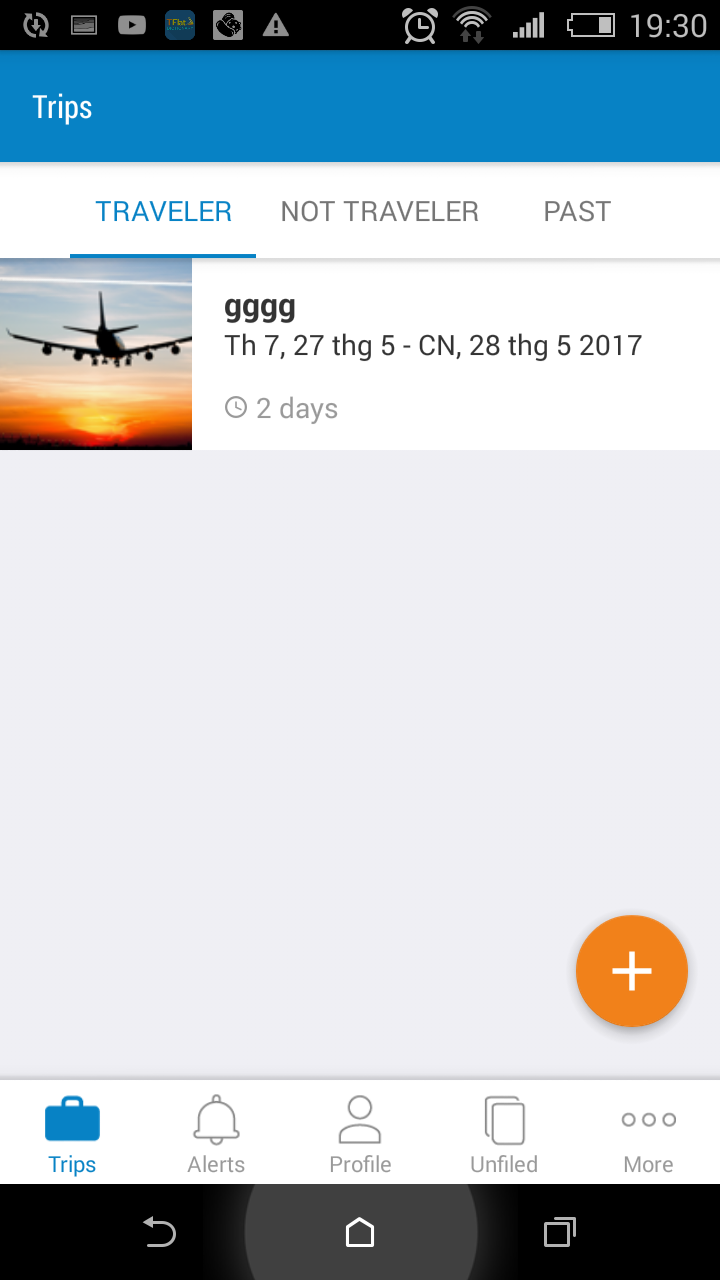 19:30
Trips
TRAVELER NOT TRAVELER PAST
gggg
Th 7, 27 thg 5 - CN, 28 thg 5 2017
2 days
Trips Alerts Profile Unfiled More